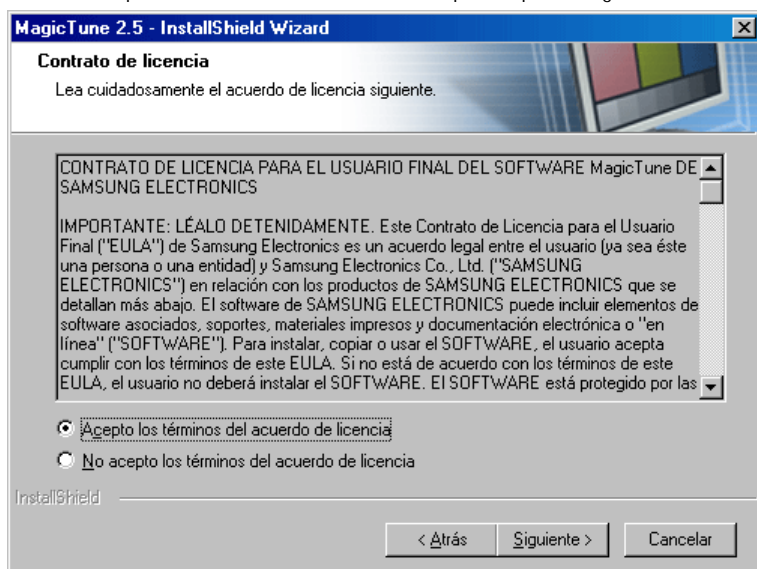 MagicTune 2.5 - InstallShield Wizard
Contrato de licencia
Lea cuidadosamente el acuerdo de licencia siguiente.
CONTRATO DE LICENCIA PARA EL USUARIO FINAL DEL SOFTWARE MagicTune DE
SAMSUNG ELECTRONICS
IMPORTANTE: LÉALO DETENIDAMENTE. Este Contrato de Licencia para el Usuario
Final ("EULA") de Samsung Electronics es un acuerdo legal entre el usuario (ya sea éste
una persona o una entidad) y Samsung Electronics Co., Ltd. ("SAMSUNG
ELECTRONICS") en relación con los productos de SAMSUNG ELECTRONICS que se
detallan más abajo. El software de SAMSUNG ELECTRONICS puede incluir elementos de
software asociados, soportes, materiales impresos y documentación electrónica o "en
línea" ("SOFTWARE"). Para instalar, copiar o usar el SOFTWARE, el usuario acepta
cumplir con los términos de este EULA. Si no está de acuerdo con los términos de este
EULA, el usuario no deberá instalar el SOFTWARE. El SOFTWARE está protegido por las
Acepto los términos del acuerdo de licencia
No acepto los términos del acuerdo de licencia
InstallShield
< Atrás
Siguiente >
Cancelar